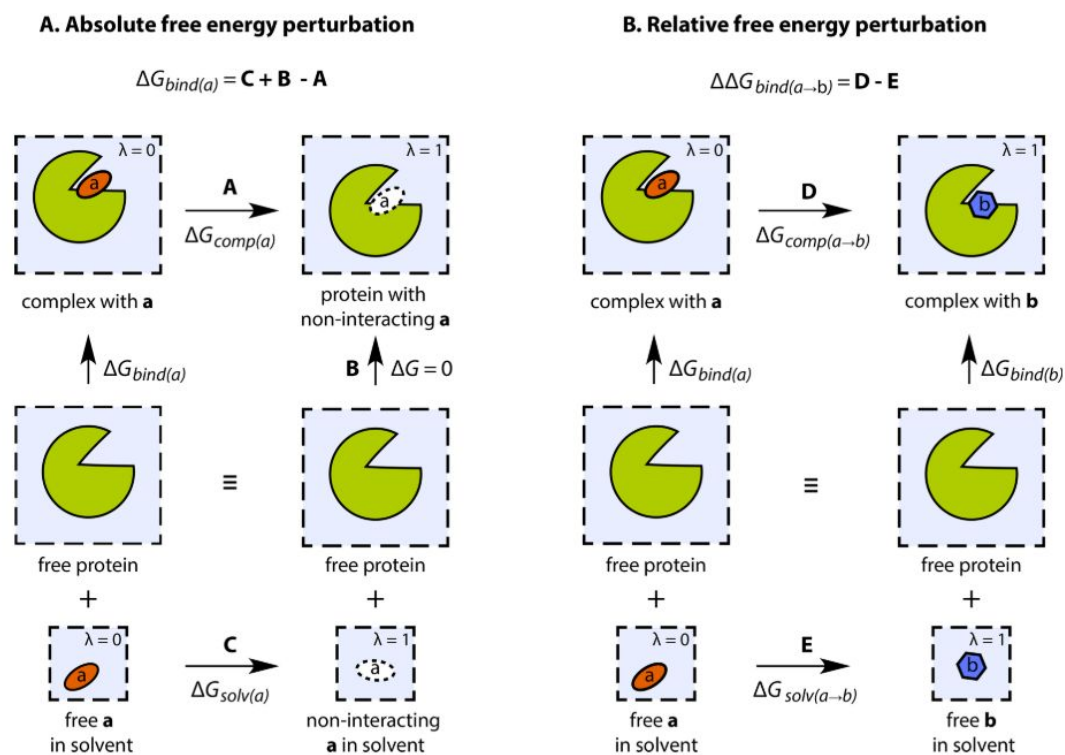 A. Absolute free energy perturbation
ΔG_bind(a) = C + B - A
λ = 0
a
complex with a
A
ΔG_comp(a)
λ = 1
a
protein with
non-interacting a
ΔG_bind(a)
B
ΔG = 0
free protein
≡
free protein
+
+
λ = 0
a
free a
in solvent
C
ΔG_solv(a)
λ = 1
a
non-interacting
a in solvent
B. Relative free energy perturbation
ΔΔG_bind(a→b) = D - E
λ = 0
a
complex with a
D
ΔG_comp(a→b)
λ = 1
b
complex with b
ΔG_bind(a)
ΔG_bind(b)
free protein
≡
free protein
+
+
λ = 0
a
free a
in solvent
E
ΔG_solv(a→b)
λ = 1
b
free b
in solvent